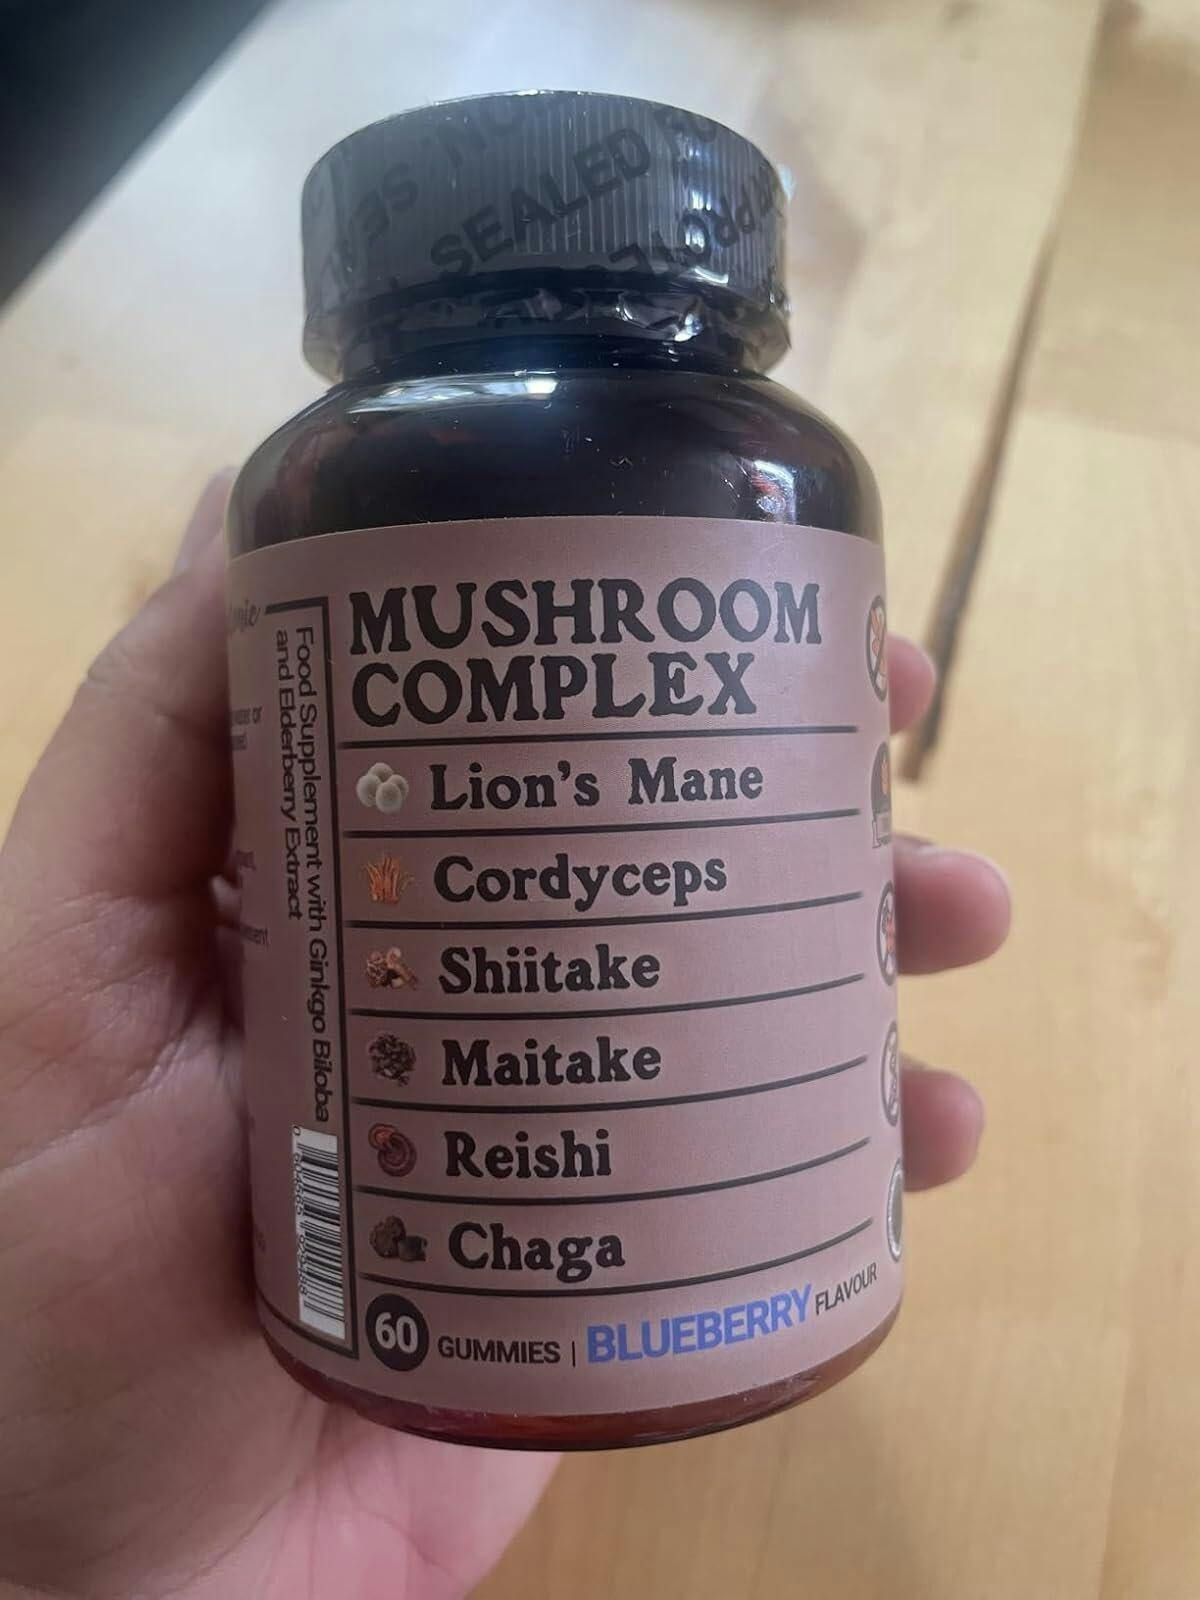 SEALED FO
MUSHROOM
COMPLEX
Lion's Mane
Cordyceps
Shiitake
Maitake
Reishi
Chaga
60 GUMMIES | BLUEBERRY FLAVOUR
Food Supplement with Ginkgo Biloba
and Elderberry Extract